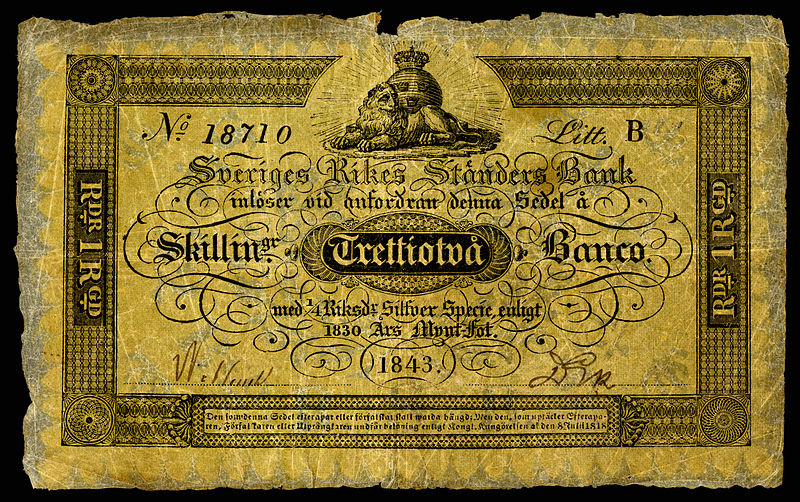 No. 18710
Litt. B
Sveriges Rikes Ständers Bank
inlöser vid anfordran denna Sedel å
Skillingr Trettiotvå Banco.
med 1/4 Riksdr Silfver Specie, enligt
1830 Års Mynt-Fot.
1843.
RDR 1 RGD
RDR 1 RGD
Den som denna Sedel efterapar eller förfalskar skall warda hängd; Men den, som uptäcker Efterapa-
ren, Förfalskaren eller Utprånglaren undfår belöning enligt Kongl. Kungörelsen af den 8 Julii 1818